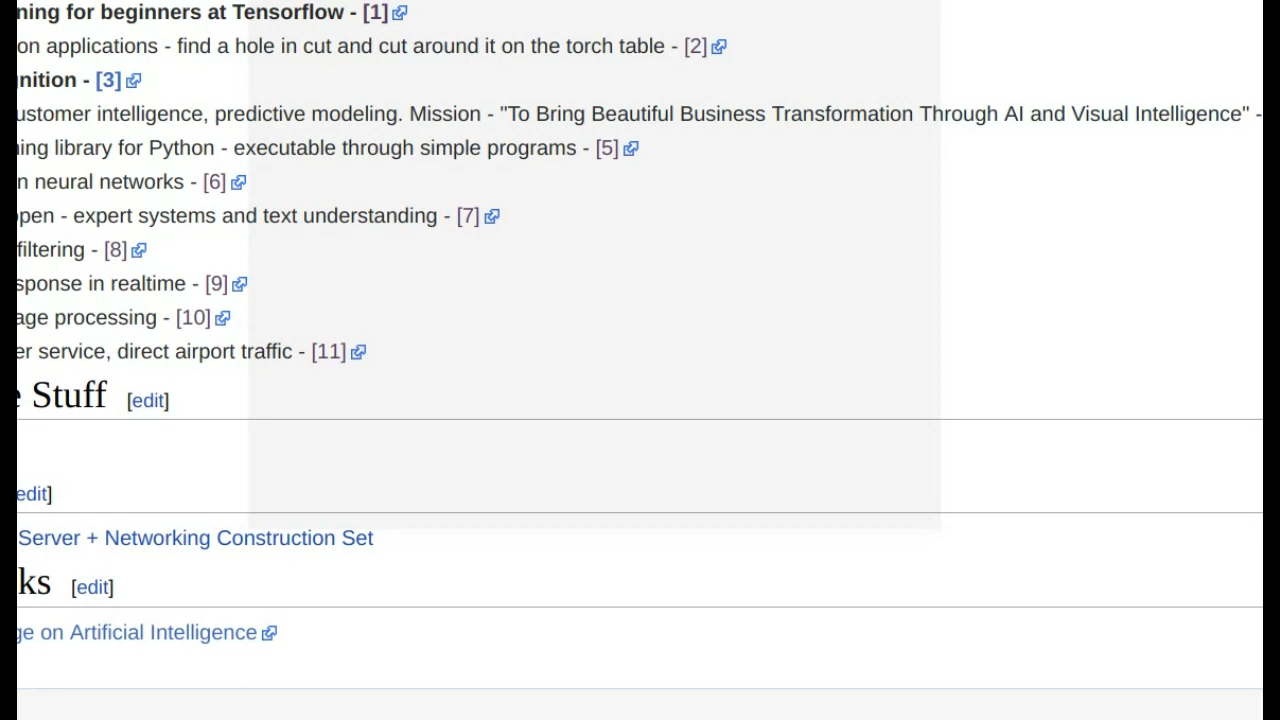 ning for beginners at Tensorflow - [1]
on applications - find a hole in cut and cut around it on the torch table - [2]
gnition - [3]
ustomer intelligence, predictive modeling. Mission - "To Bring Beautiful Business Transformation Through AI and Visual Intelligence" -
ning library for Python - executable through simple programs - [5]
n neural networks - [6]
open - expert systems and text understanding - [7]
filtering - [8]
sponse in realtime - [9]
age processing - [10]
er service, direct airport traffic - [11]
e Stuff [edit]
edit]
Server + Networking Construction Set
ks [edit]
ge on Artificial Intelligence